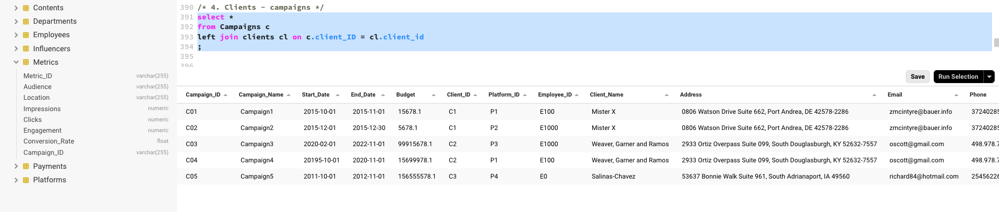 Contents
Departments
Employees
Influencers
Metrics
Metric_ID varchar(255)
Audience varchar(255)
Location varchar(255)
Impressions numeric
Clicks numeric
Engagement numeric
Conversion_Rate float
Campaign_ID varchar(255)
Payments
Platforms
390 /* 4. Clients - campaigns */
391 select *
392 from Campaigns c
393 left join clients cl on c.client_ID = cl.client_id
394 ;
395
396
Save Run Selection
Campaign_ID Campaign_Name Start_Date End_Date Budget Client_ID Platform_ID Employee_ID Client_Name Address Email Phone
C01 Campaign1 2015-10-01 2015-11-01 15678.1 C1 P1 E100 Mister X 0806 Watson Drive Suite 662, Port Andrea, DE 42578-2286 zmcintyre@bauer.info 37240285
C02 Campaign2 2015-12-01 2015-12-30 5678.1 C1 P2 E1000 Mister X 0806 Watson Drive Suite 662, Port Andrea, DE 42578-2286 zmcintyre@bauer.info 37240285
C03 Campaign3 2020-02-01 2022-11-01 99915678.1 C2 P3 E1000 Weaver, Garner and Ramos 2933 Ortiz Overpass Suite 099, South Douglasburgh, KY 52632-7557 oscott@gmail.com 498.978.7
C04 Campaign4 20195-10-01 2020-11-01 15699978.1 C2 P1 E100 Weaver, Garner and Ramos 2933 Ortiz Overpass Suite 099, South Douglasburgh, KY 52632-7557 oscott@gmail.com 498.978.7
C05 Campaign5 2011-10-01 2012-11-01 156555578.1 C3 P4 E0 Salinas-Chavez 53637 Bonnie Walk Suite 961, South Adrianaport, IA 49560 richard84@hotmail.com 25456226